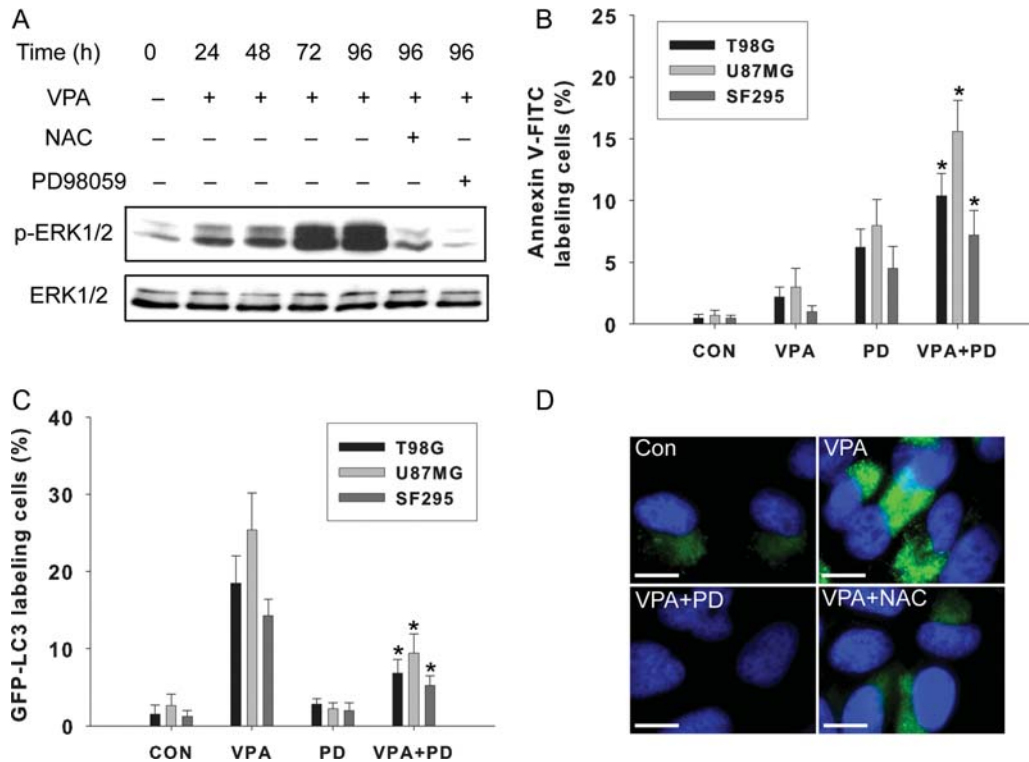 A
Time (h) 0 24 48 72 96 96 96
VPA – + + + + + +
NAC – – – – – + –
PD98059 – – – – – – +
p-ERK1/2
ERK1/2
B
Annexin V-FITC
labeling cells (%)
25
20
15
10
5
0
T98G
U87MG
SF295
* * *
CON VPA PD VPA+PD
C
GFP-LC3 labeling cells (%)
40
30
20
10
0
T98G
U87MG
SF295
* * *
CON VPA PD VPA+PD
D
Con VPA
VPA+PD VPA+NAC